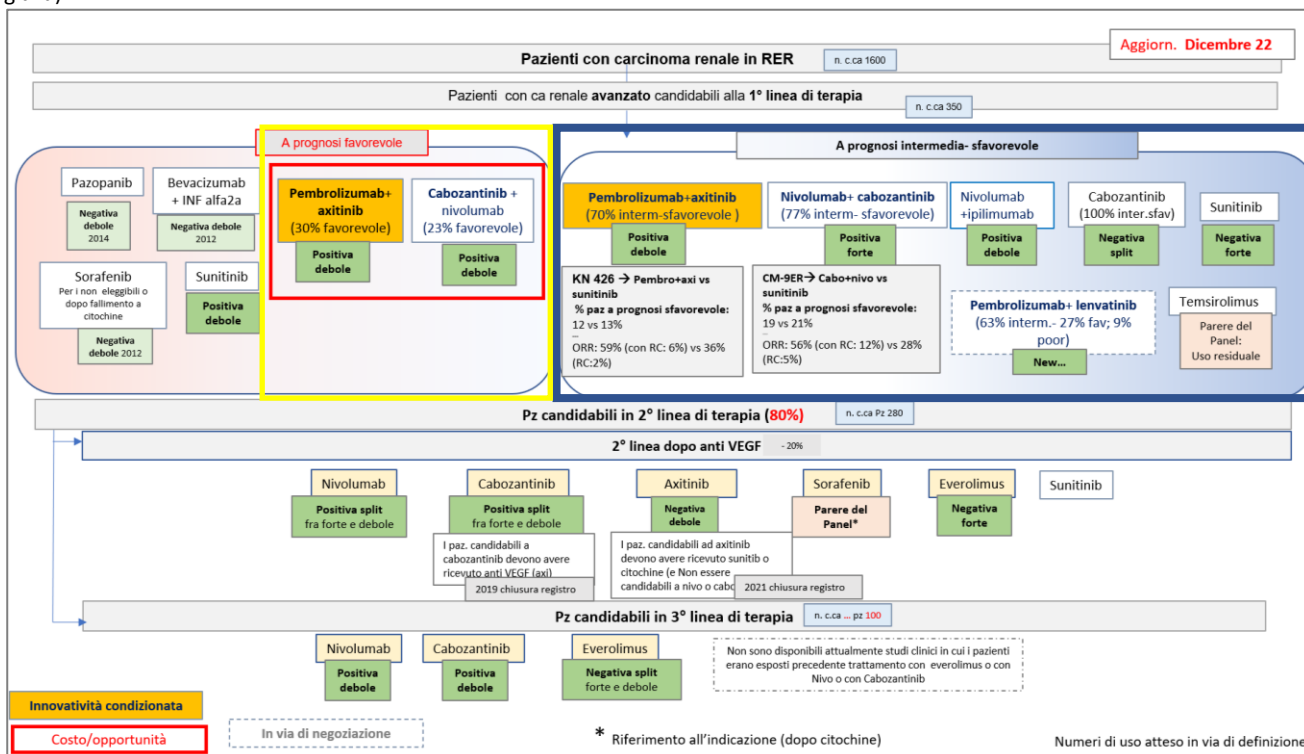 Aggiorn. Dicembre 22
Pazienti con carcinoma renale in RER
n. c.ca 1600
Pazienti con ca renale avanzato candidabili alla 1° linea di terapia
n. c.ca 350
A prognosi favorevole
Pazopanib
Negativa
debole
2014
Bevacizumab
+ INF alfa2a
Negativa debole
2012
Sorafenib
Per i non eleggibili o
dopo fallimento a
citochine
Negativa
debole 2012
Sunitinib
Positiva
debole
Pembrolizumab+
axitinib
(30% favorevole)
Positiva
debole
Cabozantinib +
nivolumab
(23% favorevole)
Positiva
debole
A prognosi intermedia- sfavorevole
Pembrolizumab+axitinib
(70% interm-sfavorevole )
Positiva
debole
KN 426 → Pembro+axi vs
sunitinib
% paz a prognosi sfavorevole:
12 vs 13%
–
ORR: 59% (con RC: 6%) vs 36%
(RC:2%)
Nivolumab+ cabozantinib
(77% interm- sfavorevole)
Positiva
forte
CM-9ER→ Cabo+nivo vs
sunitinib
% paz a prognosi sfavorevole:
19 vs 21%
–
ORR: 56% (con RC: 12%) vs 28%
(RC:5%)
Nivolumab
+ipilimumab
Positiva
debole
Cabozantinib
(100% inter.sfav)
Negativa
split
Sunitinib
Negativa
forte
Pembrolizumab+ lenvatinib
(63% interm.- 27% fav; 9%
poor)
New...
Temsirolimus
Parere del
Panel:
Uso residuale
Pz candidabili in 2° linea di terapia (80%)
n. c.ca Pz 280
2° linea dopo anti VEGF
- 20%
Nivolumab
Positiva split
fra forte e debole
Cabozantinib
Positiva split
fra forte e debole
I paz. candidabili a
cabozantinib devono avere
ricevuto anti VEGF (axi)
2019 chiusura registro
Axitinib
Negativa
debole
I paz. candidabili ad axitinib
devono avere ricevuto sunitib o
citochine (e Non essere
candidabili a nivo o cabo
2021 chiusura registro
Sorafenib
Parere del
Panel*
Everolimus
Negativa
forte
Sunitinib
Pz candidabili in 3° linea di terapia
n. c.ca ... pz 100
Nivolumab
Positiva
debole
Cabozantinib
Positiva
debole
Everolimus
Negativa split
forte e debole
Non sono disponibili attualmente studi clinici in cui i pazienti
erano esposti precedente trattamento con everolimus o con
Nivo o con Cabozantinib
Innovatività condizionata
Costo/opportunità
In via di negoziazione
* Riferimento all'indicazione (dopo citochine)
Numeri di uso atteso in via di definizione